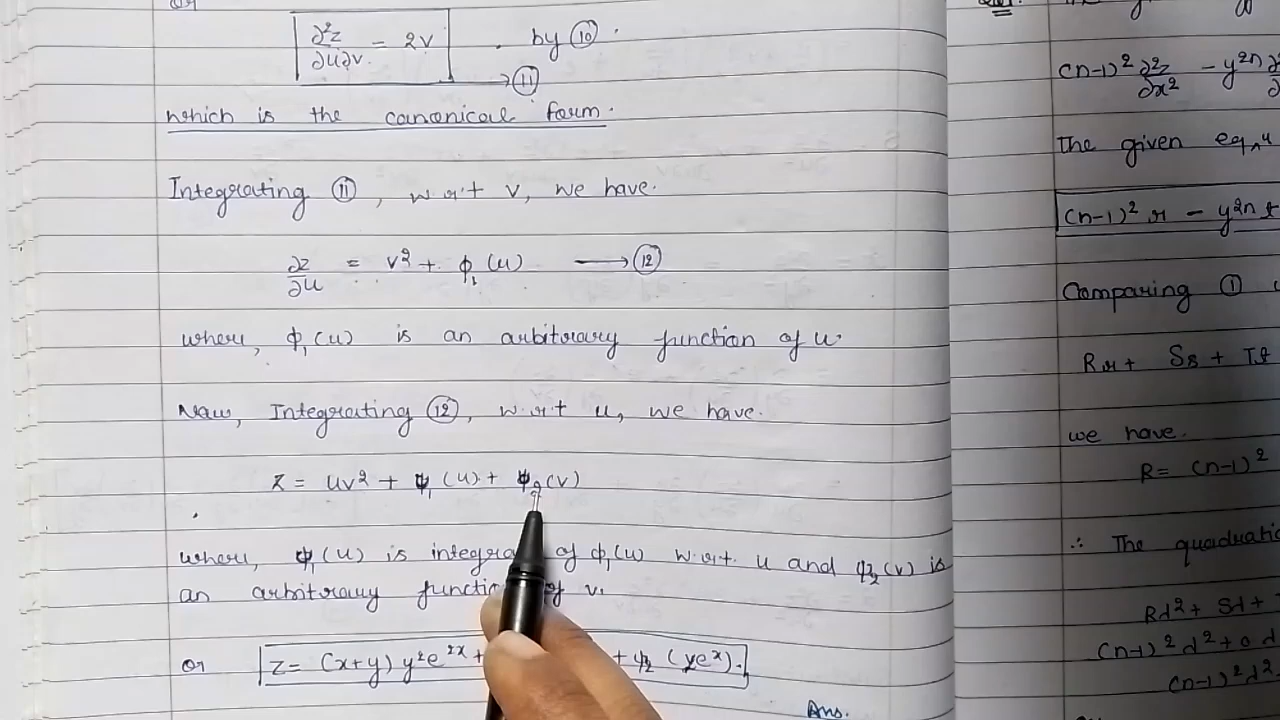 ∂²z/∂u∂v. = 2v . by ⑩ .
→ ⑪
which is the canonical form.
Integrating ⑪, w.r.t v, we have.
∂z/∂u = v² + ϕ₁(u) → ⑫
where, ϕ₁(u) is an arbitrary function of u.
Now, Integrating ⑫, w.r.t u, we have.
z = uv² + ψ₁(u) + ψ₂(v)
where, ψ₁(u) is integral of ϕ₁(u) w.r.t. u and ψ₂(v) is
an arbitrary function of v.
or z = (x+y) y²e²ˣ + + ψ₂ (yeˣ).
Ans.
(n-1)² ∂²z/∂x² - y²ⁿ
the given eqⁿ
(n-1)² r - y²ⁿ t
Comparing ①
Rr + Ss + Tt
we have.
R = (n-1)²
∴ The quadratic
Rλ² + Sλ +
(n-1)² λ² + 0
(n-1)² λ²